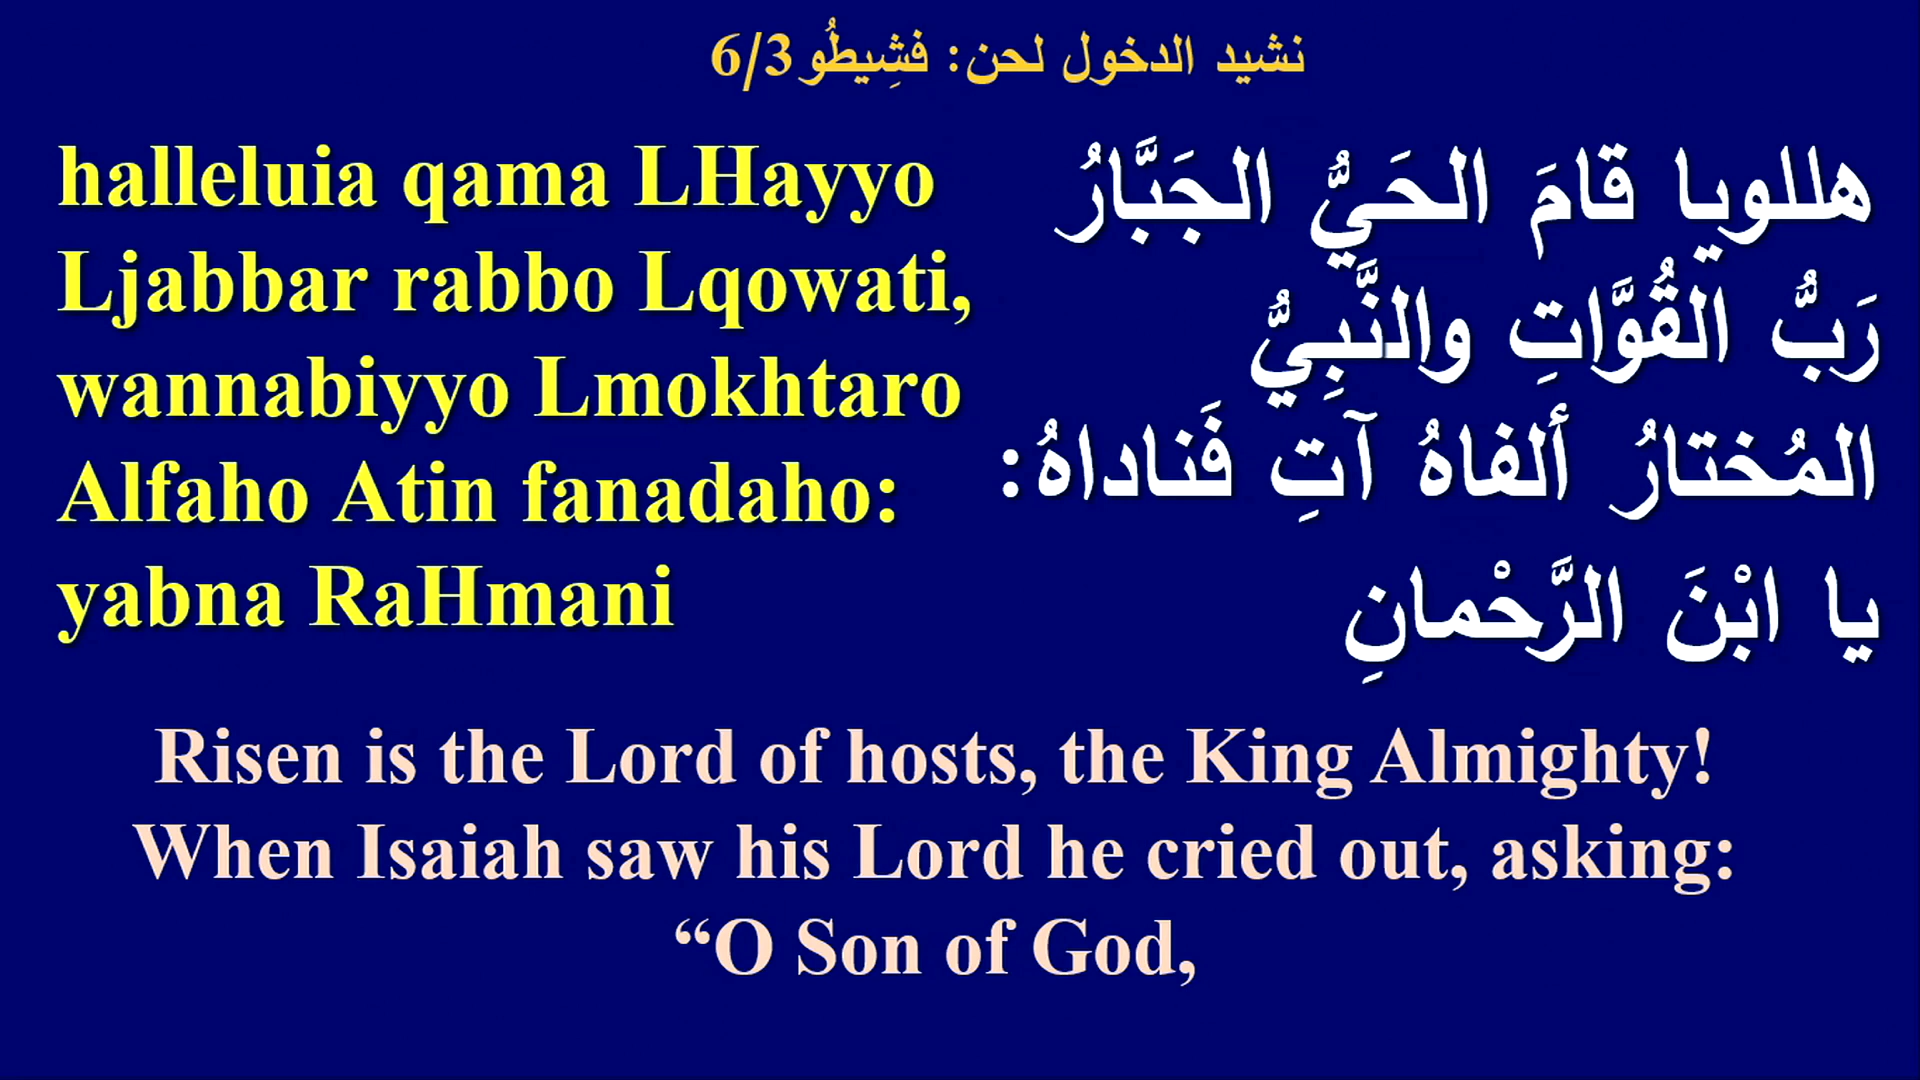 نشيد الدخول لحن: فشِيطُو6/3
halleluia qama LHayyo
Ljabbar rabbo Lqowati,
wannabiyyo Lmokhtaro
Alfaho Atin fanadaho:
yabna RaHmani
هللويا قامَ الحَيُّ الجَبَّارُ
رَبُّ القُوَّاتِ والنَّبِيُّ
المُختارُ ألفاهُ آتِ فَناداهُ:
يا ابْنَ الرَّحْمانِ
Risen is the Lord of hosts, the King Almighty!
When Isaiah saw his Lord he cried out, asking:
“O Son of God,